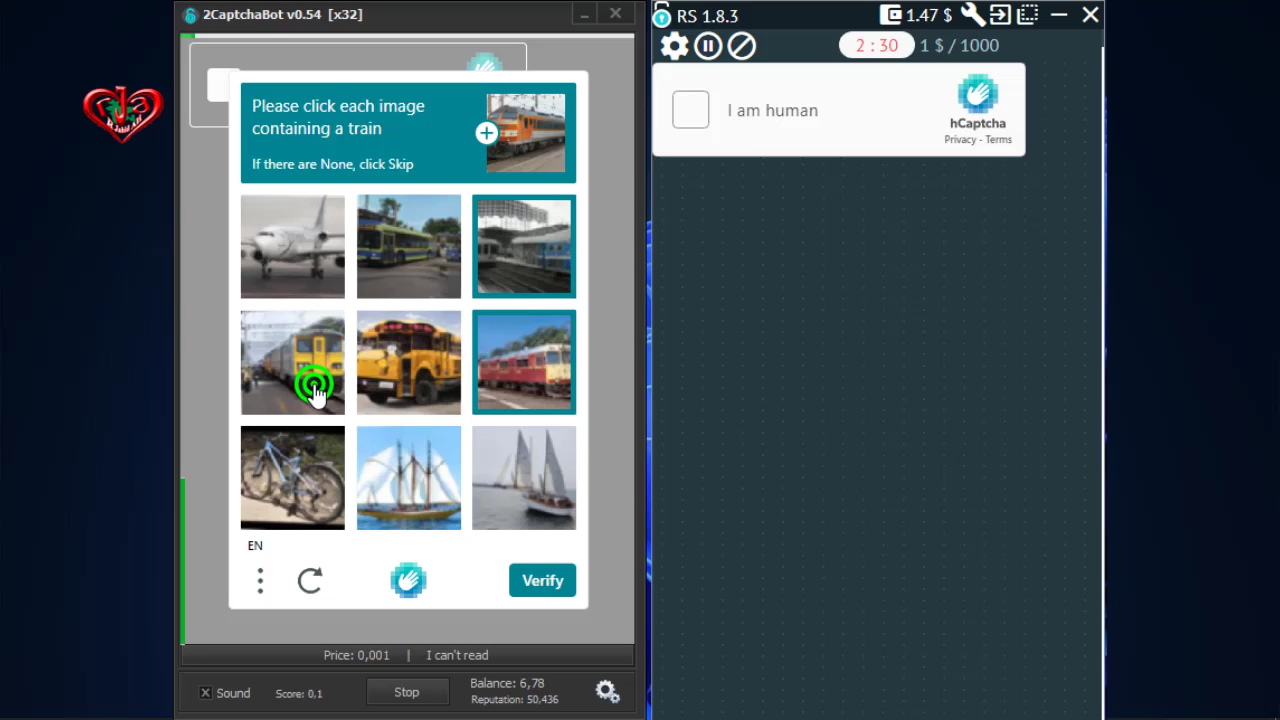 2CaptchaBot v0.54 [x32]
Please click each image
containing a train
If there are None, click Skip
EN
Verify
Price: 0,001 | I can't read
Sound
Score: 0,1
Stop
Balance: 6,78
Reputation: 50,436
RS 1.8.3
1.47 $
2 : 30
1 $ / 1000
I am human
hCaptcha
Privacy - Terms